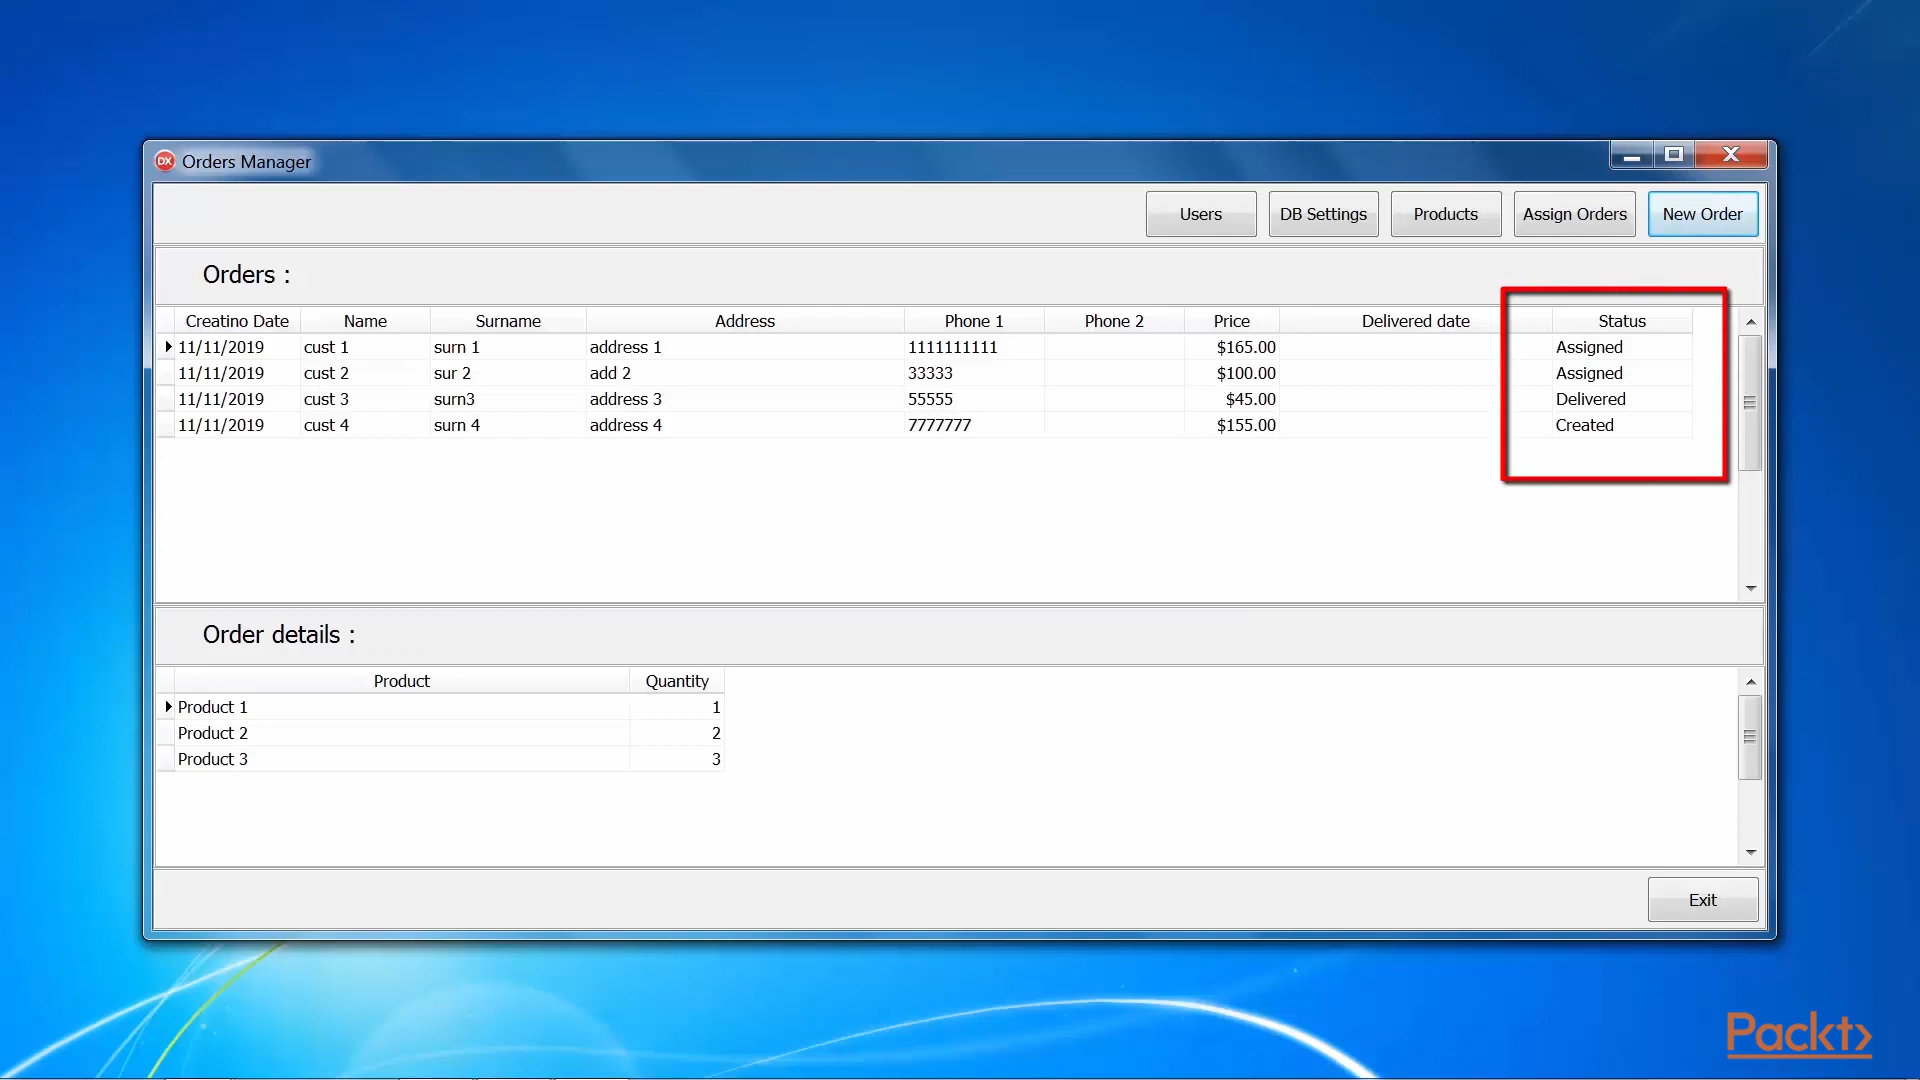 DX Orders Manager
Users DB Settings Products Assign Orders New Order
Orders :
Creatino Date Name Surname Address Phone 1 Phone 2 Price Delivered date Status
11/11/2019 cust 1 surn 1 address 1 1111111111 $165.00 Assigned
11/11/2019 cust 2 sur 2 add 2 33333 $100.00 Assigned
11/11/2019 cust 3 surn3 address 3 55555 $45.00 Delivered
11/11/2019 cust 4 surn 4 address 4 7777777 $155.00 Created
Order details :
Product Quantity
Product 1 1
Product 2 2
Product 3 3
Exit
Packt